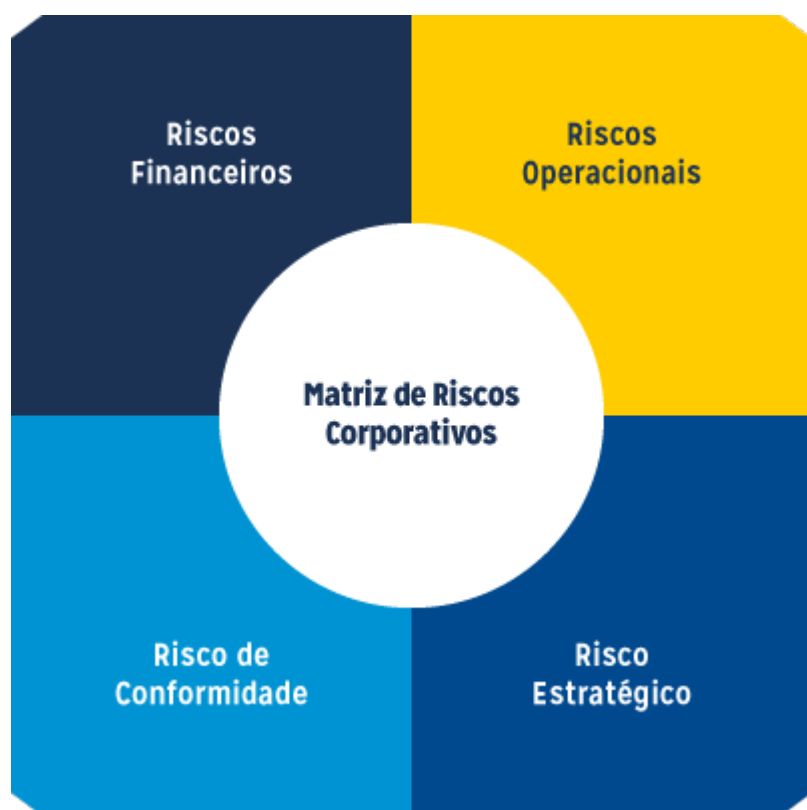 Riscos
Financeiros
Riscos
Operacionais
Matriz de Riscos
Corporativos
Risco de
Conformidade
Risco
Estratégico